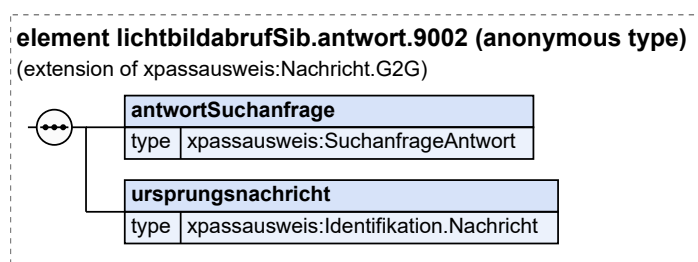 element lichtbildabrufSib.antwort.9002 (anonymous type)
(extension of xpassausweis:Nachricht.G2G)
antwortSuchanfrage
type xpassausweis:SuchanfrageAntwort
ursprungsnachricht
type xpassausweis:Identifikation.Nachricht